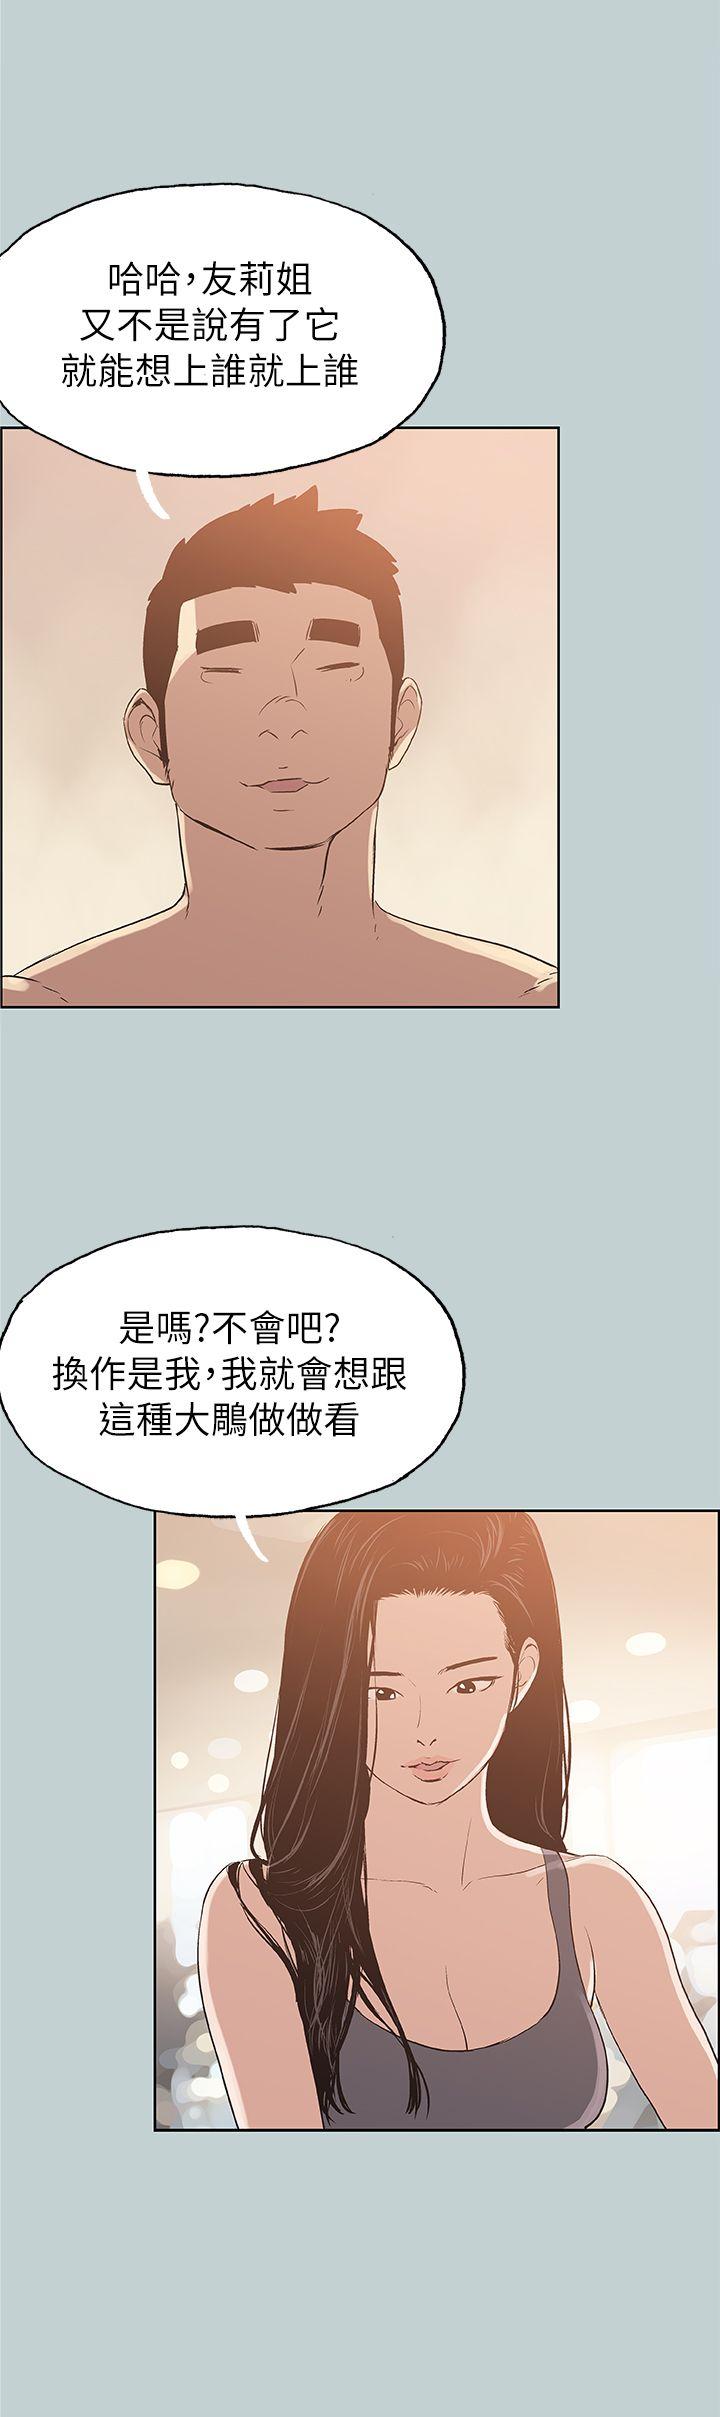 哈哈，友莉姐
又不是說有了它
就能想上誰就上誰
是嗎?不會吧?
換作是我，我就會想跟
這種大鵰做做看